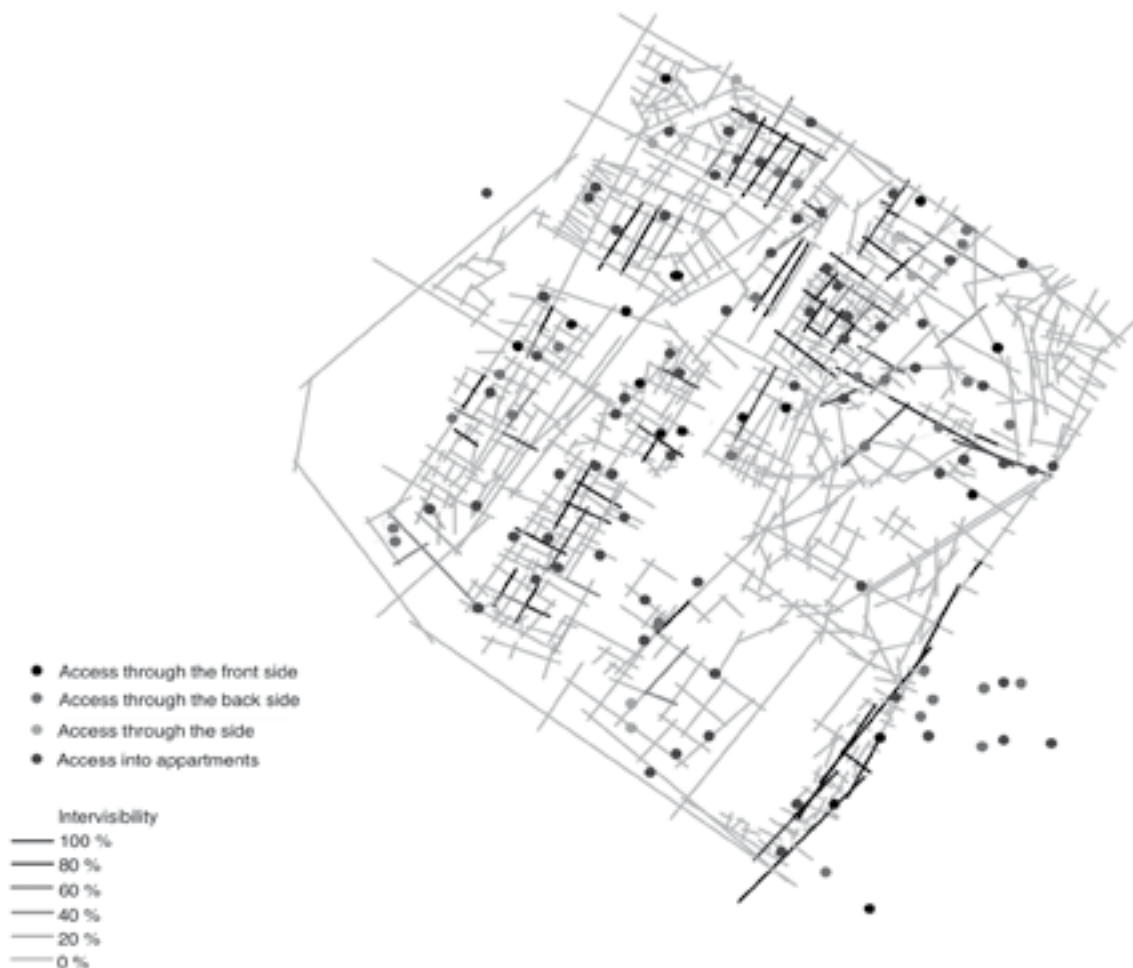 Access through the front side
Access through the back side
Access through the side
Access into appartments
Intervisibility
100 %
80 %
60 %
40 %
20 %
0 %